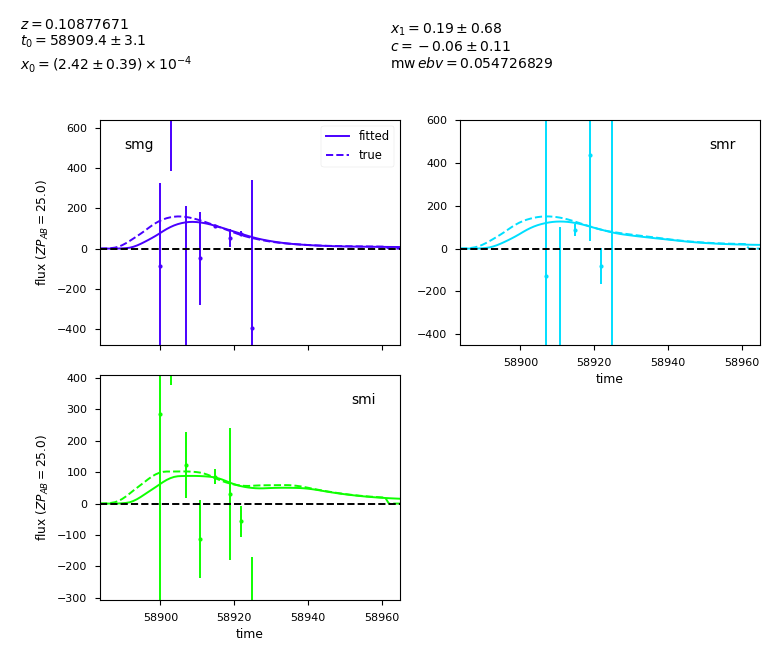 z = 0.10877671
t₀ = 58909.4 ± 3.1
x₀ = (2.42 ± 0.39) × 10⁻⁴
x₁ = 0.19 ± 0.68
c = −0.06 ± 0.11
mw ebv = 0.054726829
smg
fitted
true
600
400
200
0
−200
−400
flux (ZP_AB = 25.0)
smr
600
400
200
0
−200
−400
58900 58920 58940 58960
time
smi
400
300
200
100
0
−100
−200
−300
flux (ZP_AB = 25.0)
58900 58920 58940 58960
time